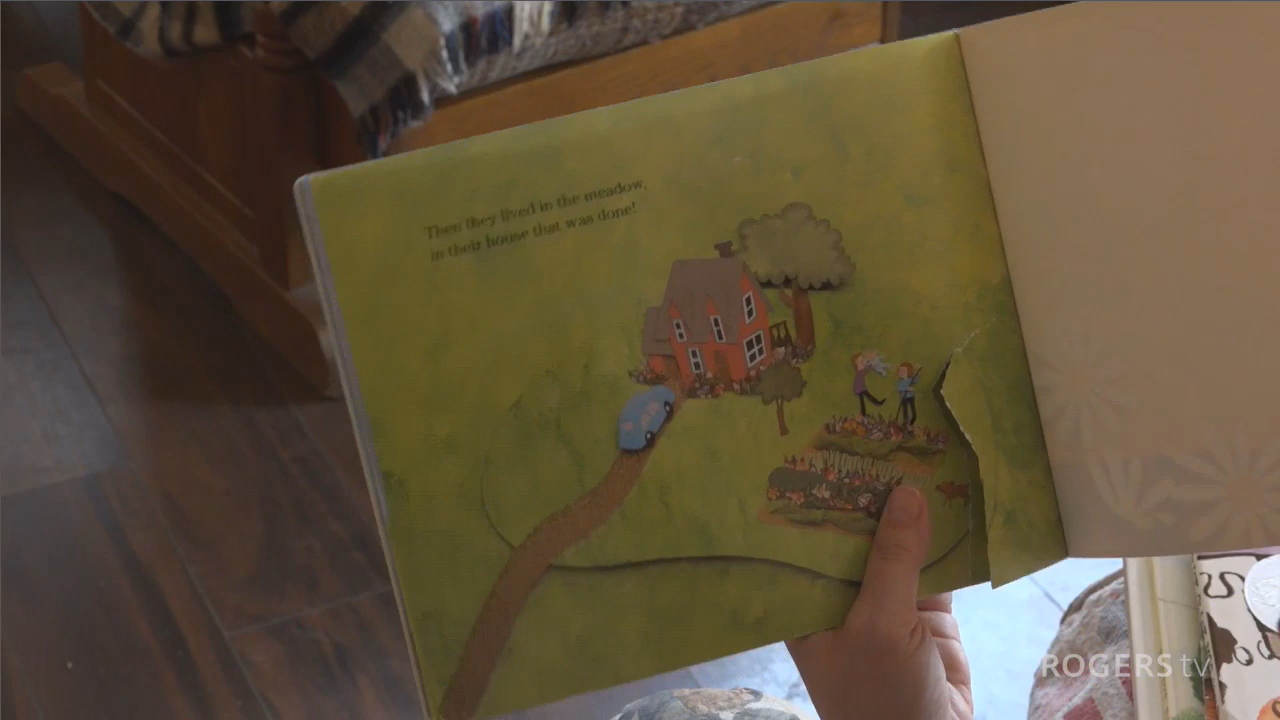 Then they lived in the meadow,
in their house that was done!
ROGERS tv